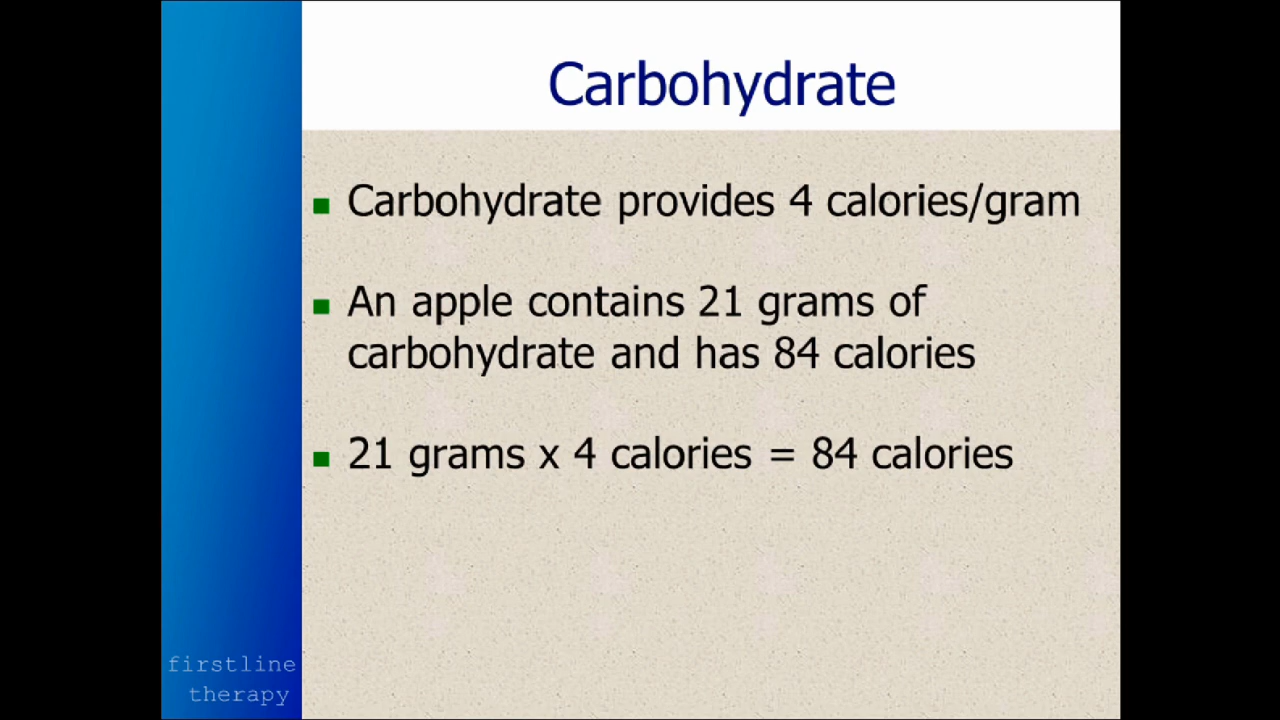 Carbohydrate
Carbohydrate provides 4 calories/gram
An apple contains 21 grams of
carbohydrate and has 84 calories
21 grams x 4 calories = 84 calories
firstline
therapy